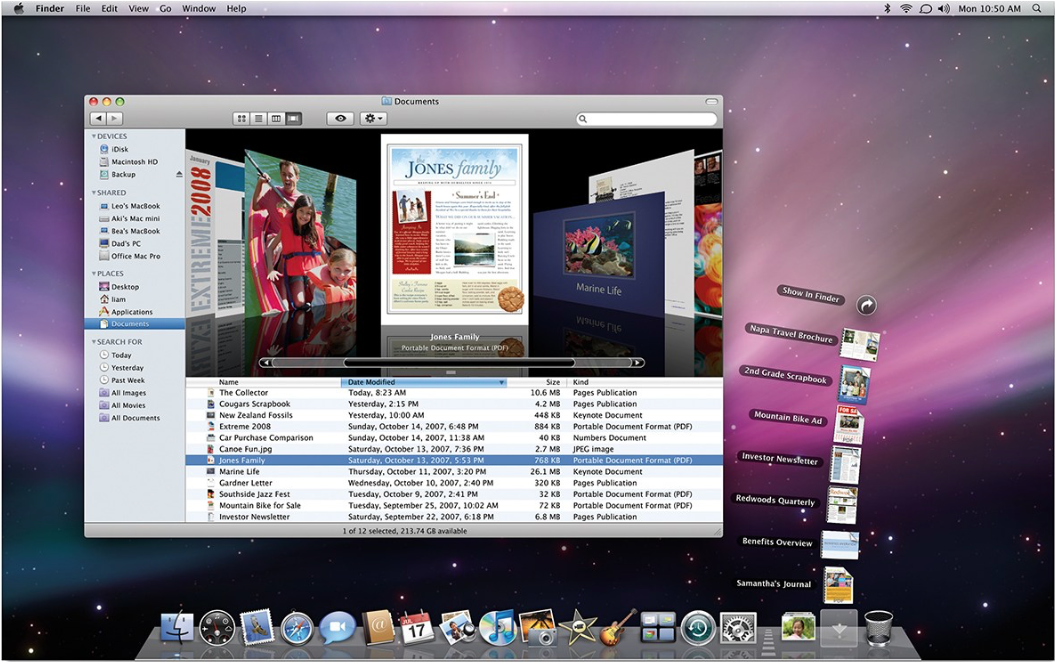 Finder File Edit View Go Window Help Mon 10:50 AM
Documents
DEVICES
iDisk
Macintosh HD
Backup
SHARED
Leo's MacBook
Aki's Mac mini
Bea's MacBook
Dad's PC
Office Mac Pro
PLACES
Desktop
liam
Applications
Documents
SEARCH FOR
Today
Yesterday
Past Week
All Images
All Movies
All Documents
January
EXTREME 2008
the
JONES family
Summer's End
Marine Life
Jones Family
Portable Document Format (PDF)
Name Date Modified Size Kind
The Collector Today, 8:23 AM 10.6 MB Pages Publication
Cougars Scrapbook Yesterday, 2:15 PM 4.2 MB Pages Publication
New Zealand Fossils Yesterday, 10:00 AM 448 KB Keynote Document
Extreme 2008 Sunday, October 14, 2007, 6:48 PM 884 KB Portable Document Format (PDF)
Car Purchase Comparison Sunday, October 14, 2007, 11:38 AM 40 KB Numbers Document
Canoe Fun.jpg Saturday, October 13, 2007, 7:36 PM 2.7 MB JPEG image
Jones Family Saturday, October 13, 2007, 5:53 PM 768 KB Portable Document Format (PDF)
Marine Life Thursday, October 11, 2007, 3:20 PM 26.1 MB Keynote Document
Gardner Letter Wednesday, October 10, 2007, 2:40 PM 320 KB Pages Publication
Southside Jazz Fest Tuesday, October 9, 2007, 2:41 PM 32 KB Portable Document Format (PDF)
Mountain Bike for Sale Tuesday, September 25, 2007, 10:02 AM 72 KB Pages Publication
Investor Newsletter Saturday, September 22, 2007, 6:18 PM 6.8 MB Pages Publication
1 of 12 selected, 213.74 GB available
Show in Finder
Napa Travel Brochure
2nd Grade Scrapbook
Mountain Bike Ad
FOR SA
PDF
Investor Newsletter
Redwoods Quarterly
Benefits Overview
Samantha's Journal
PDF
JUL
17